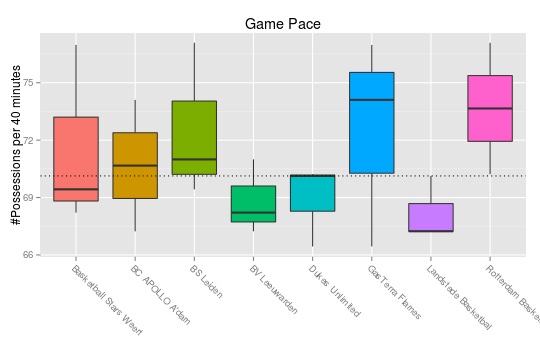 Game Pace
#Possessions per 40 minutes
75
72
69
66
Basketball Stars Weert
BC APOLLO A'dam
BS Leiden
BV Leeuwarden
Dukes Unlimited
GasTerra Flames
Landstede Basketbal
Rotterdam Baske